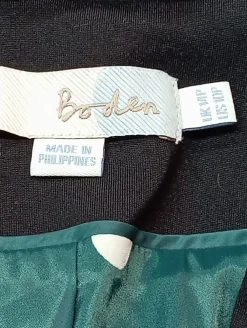 Boden
MADE IN
PHILIPPINES
UK 14P
US 10P